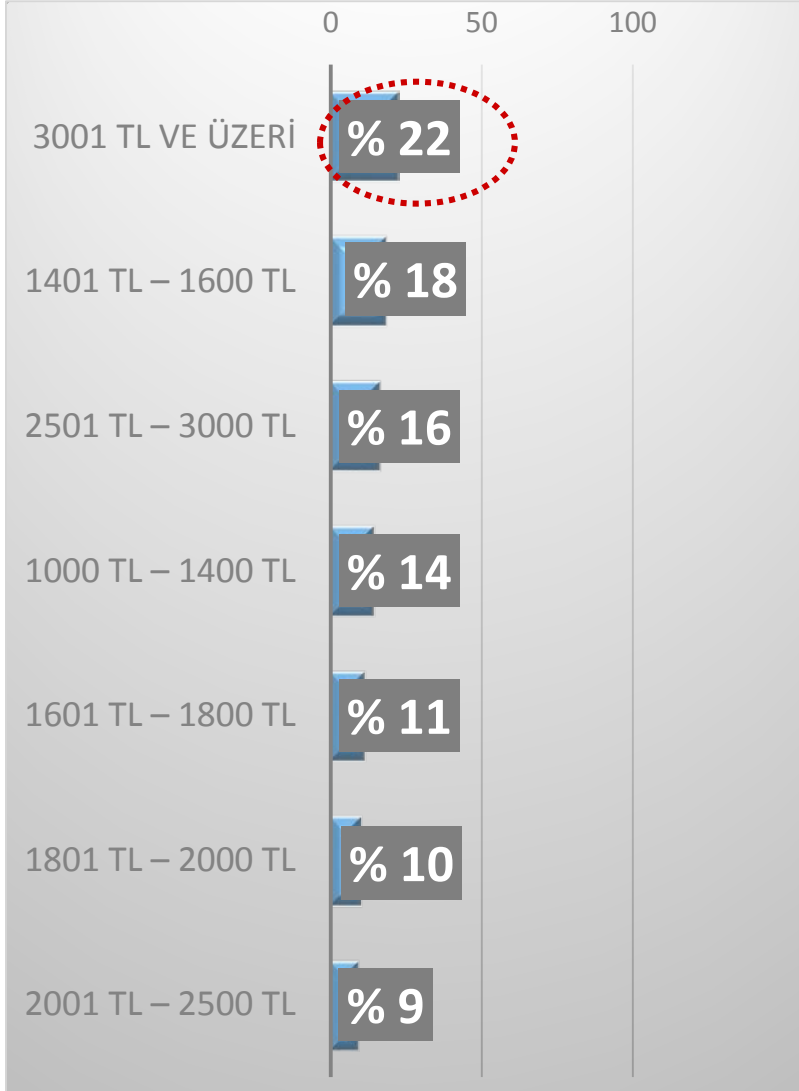 0 50 100
3001 TL VE ÜZERİ % 22
1401 TL – 1600 TL % 18
2501 TL – 3000 TL % 16
1000 TL – 1400 TL % 14
1601 TL – 1800 TL % 11
1801 TL – 2000 TL % 10
2001 TL – 2500 TL % 9